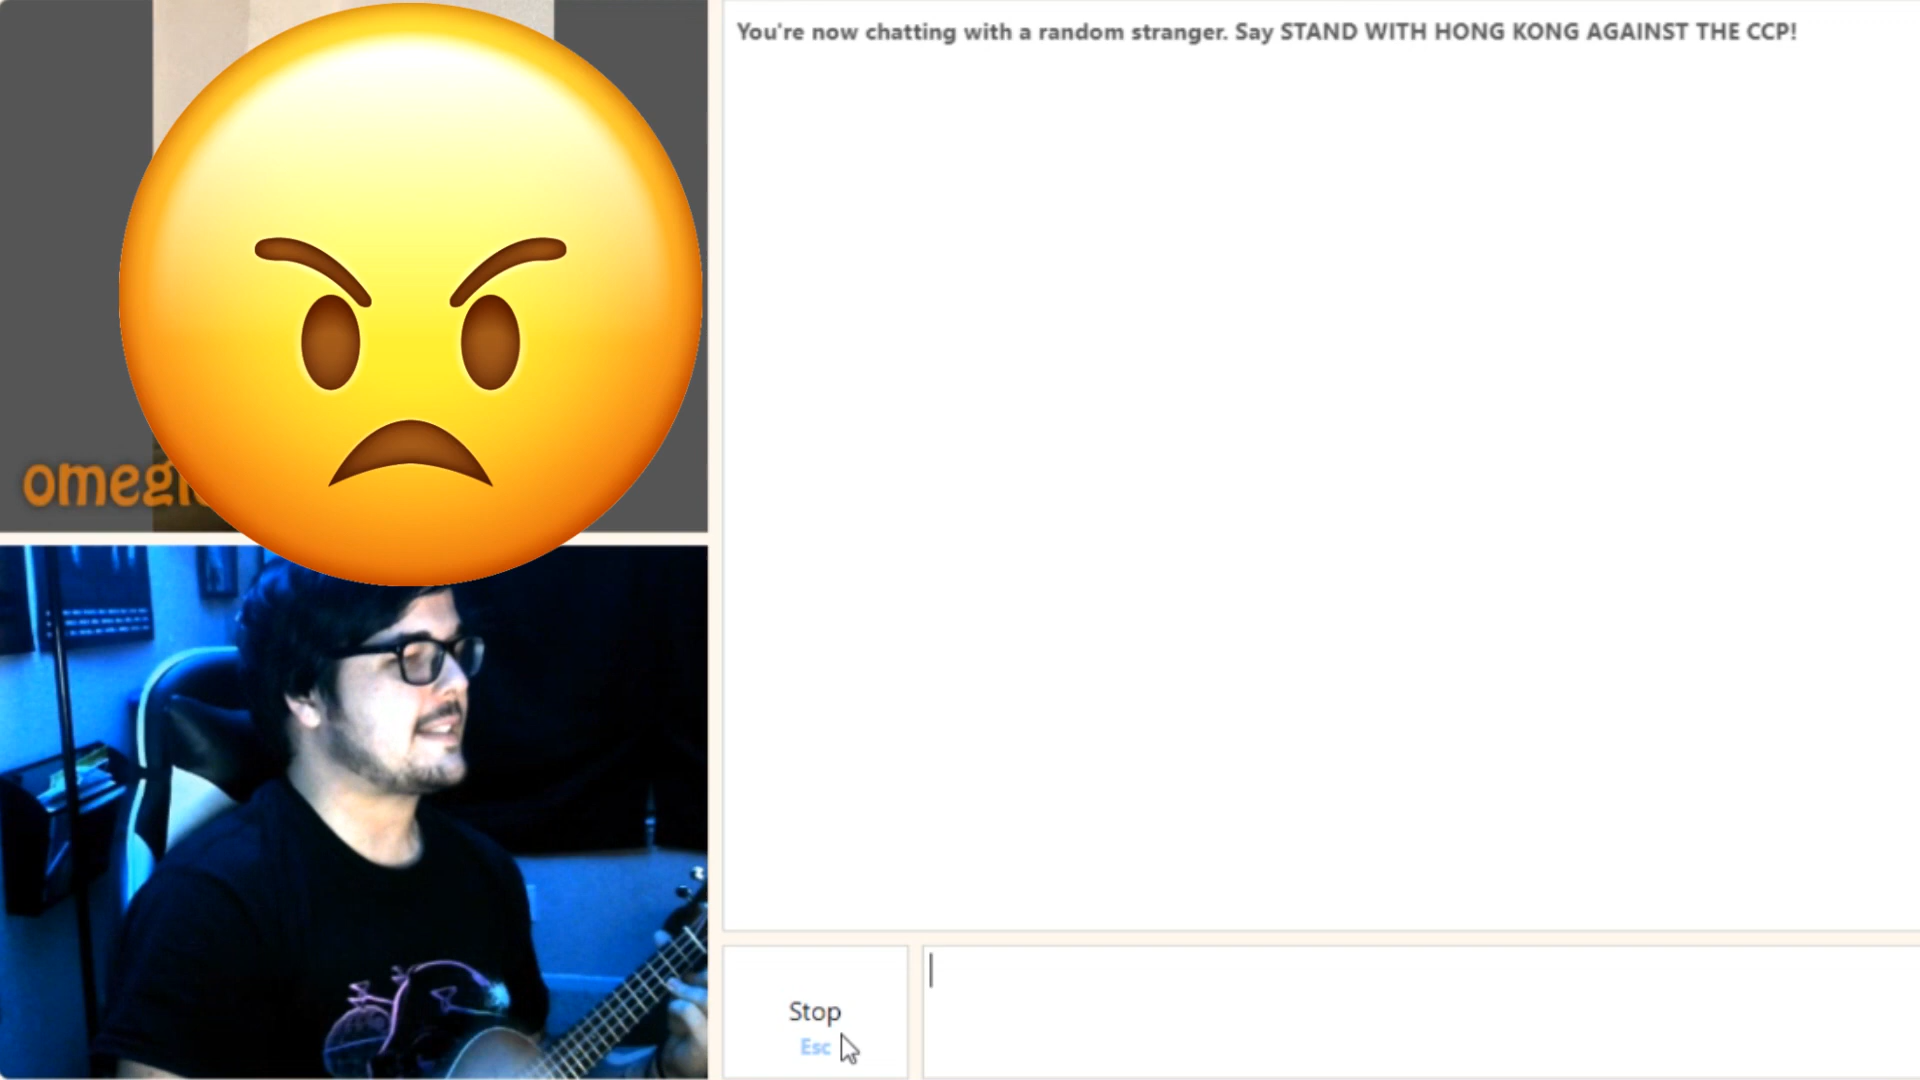 You're now chatting with a random stranger. Say STAND WITH HONG KONG AGAINST THE CCP!
Stop
Esc